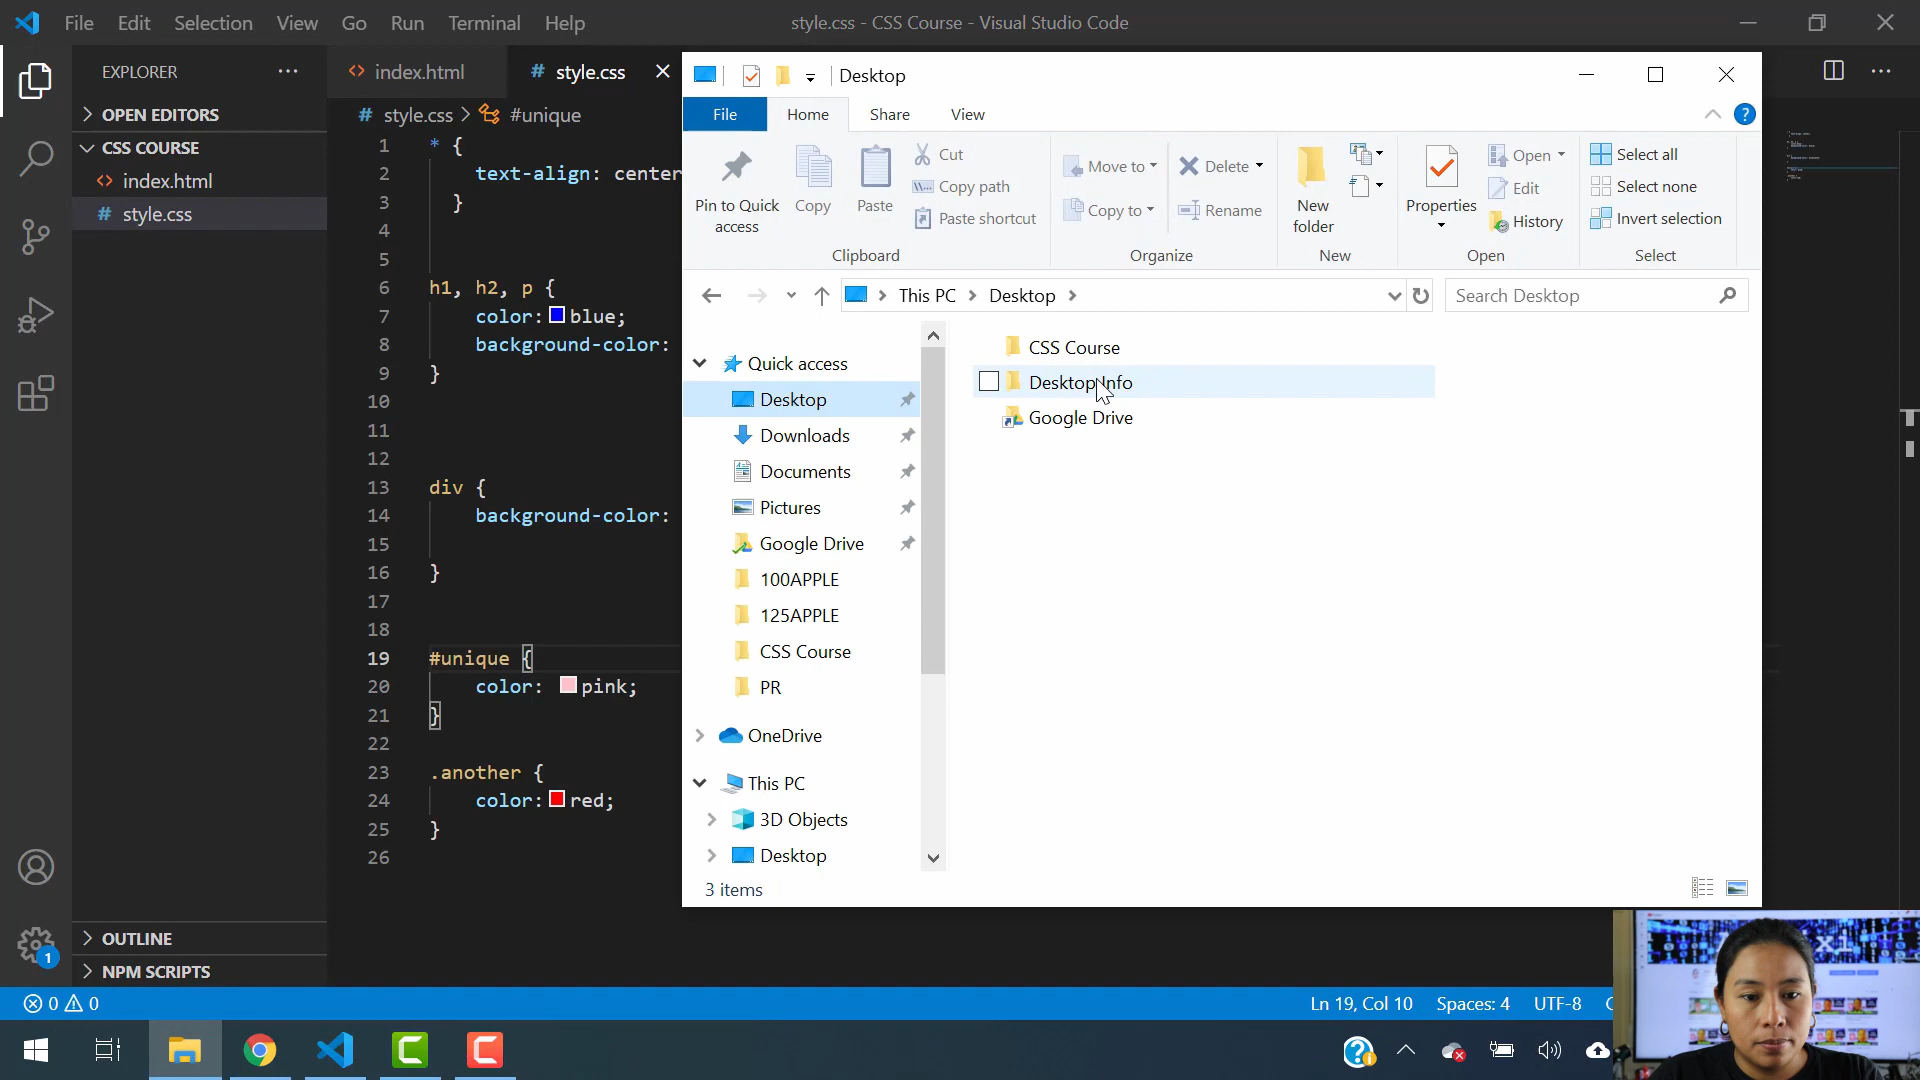 File Edit Selection View Go Run Terminal Help
style.css - CSS Course - Visual Studio Code
EXPLORER
OPEN EDITORS
CSS COURSE
index.html
style.css
OUTLINE
NPM SCRIPTS
index.html
style.css
style.css > #unique
1 * {
2 text-align: center
3 }
4
5
6 h1, h2, p {
7 color: blue;
8 background-color:
9 }
10
11
12
13 div {
14 background-color:
15
16 }
17
18
19 #unique {
20 color: pink;
21 }
22
23 .another {
24 color: red;
25 }
26
Desktop
File Home Share View
Pin to Quick access
Copy
Paste
Cut
Copy path
Paste shortcut
Clipboard
Move to
Copy to
Delete
Rename
Organize
New folder
New
Properties
Open
Edit
History
Open
Select all
Select none
Invert selection
Select
This PC > Desktop >
Search Desktop
Quick access
Desktop
Downloads
Documents
Pictures
Google Drive
100APPLE
125APPLE
CSS Course
PR
OneDrive
This PC
3D Objects
Desktop
CSS Course
Desktop Info
Google Drive
3 items
0 0
1
Ln 19, Col 10 Spaces: 4 UTF-8